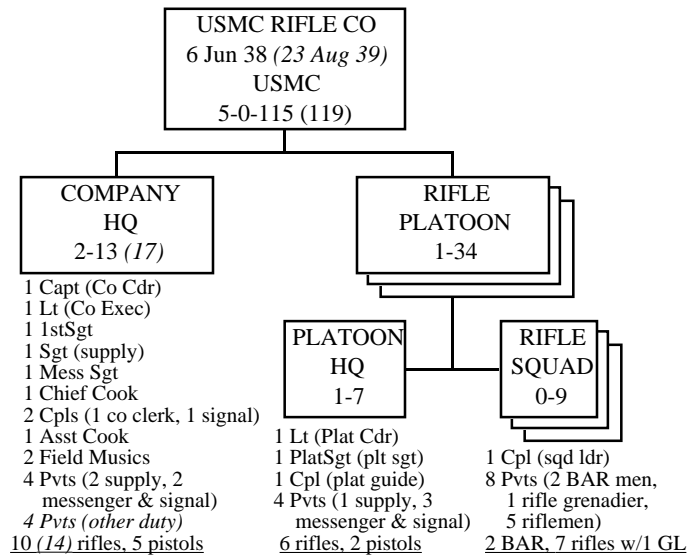 USMC RIFLE CO
6 Jun 38 (23 Aug 39)
USMC
5-0-115 (119)
COMPANY
HQ
2-13 (17)
1 Capt (Co Cdr)
1 Lt (Co Exec)
1 1stSgt
1 Sgt (supply)
1 Mess Sgt
1 Chief Cook
2 Cpls (1 co clerk, 1 signal)
1 Asst Cook
2 Field Musics
4 Pvts (2 supply, 2
messenger & signal)
4 Pvts (other duty)
10 (14) rifles, 5 pistols
RIFLE
PLATOON
1-34
PLATOON
HQ
1-7
1 Lt (Plat Cdr)
1 PlatSgt (plt sgt)
1 Cpl (plat guide)
4 Pvts (1 supply, 3
messenger & signal)
6 rifles, 2 pistols
RIFLE
SQUAD
0-9
1 Cpl (sqd ldr)
8 Pvts (2 BAR men,
1 rifle grenadier,
5 riflemen)
2 BAR, 7 rifles w/1 GL